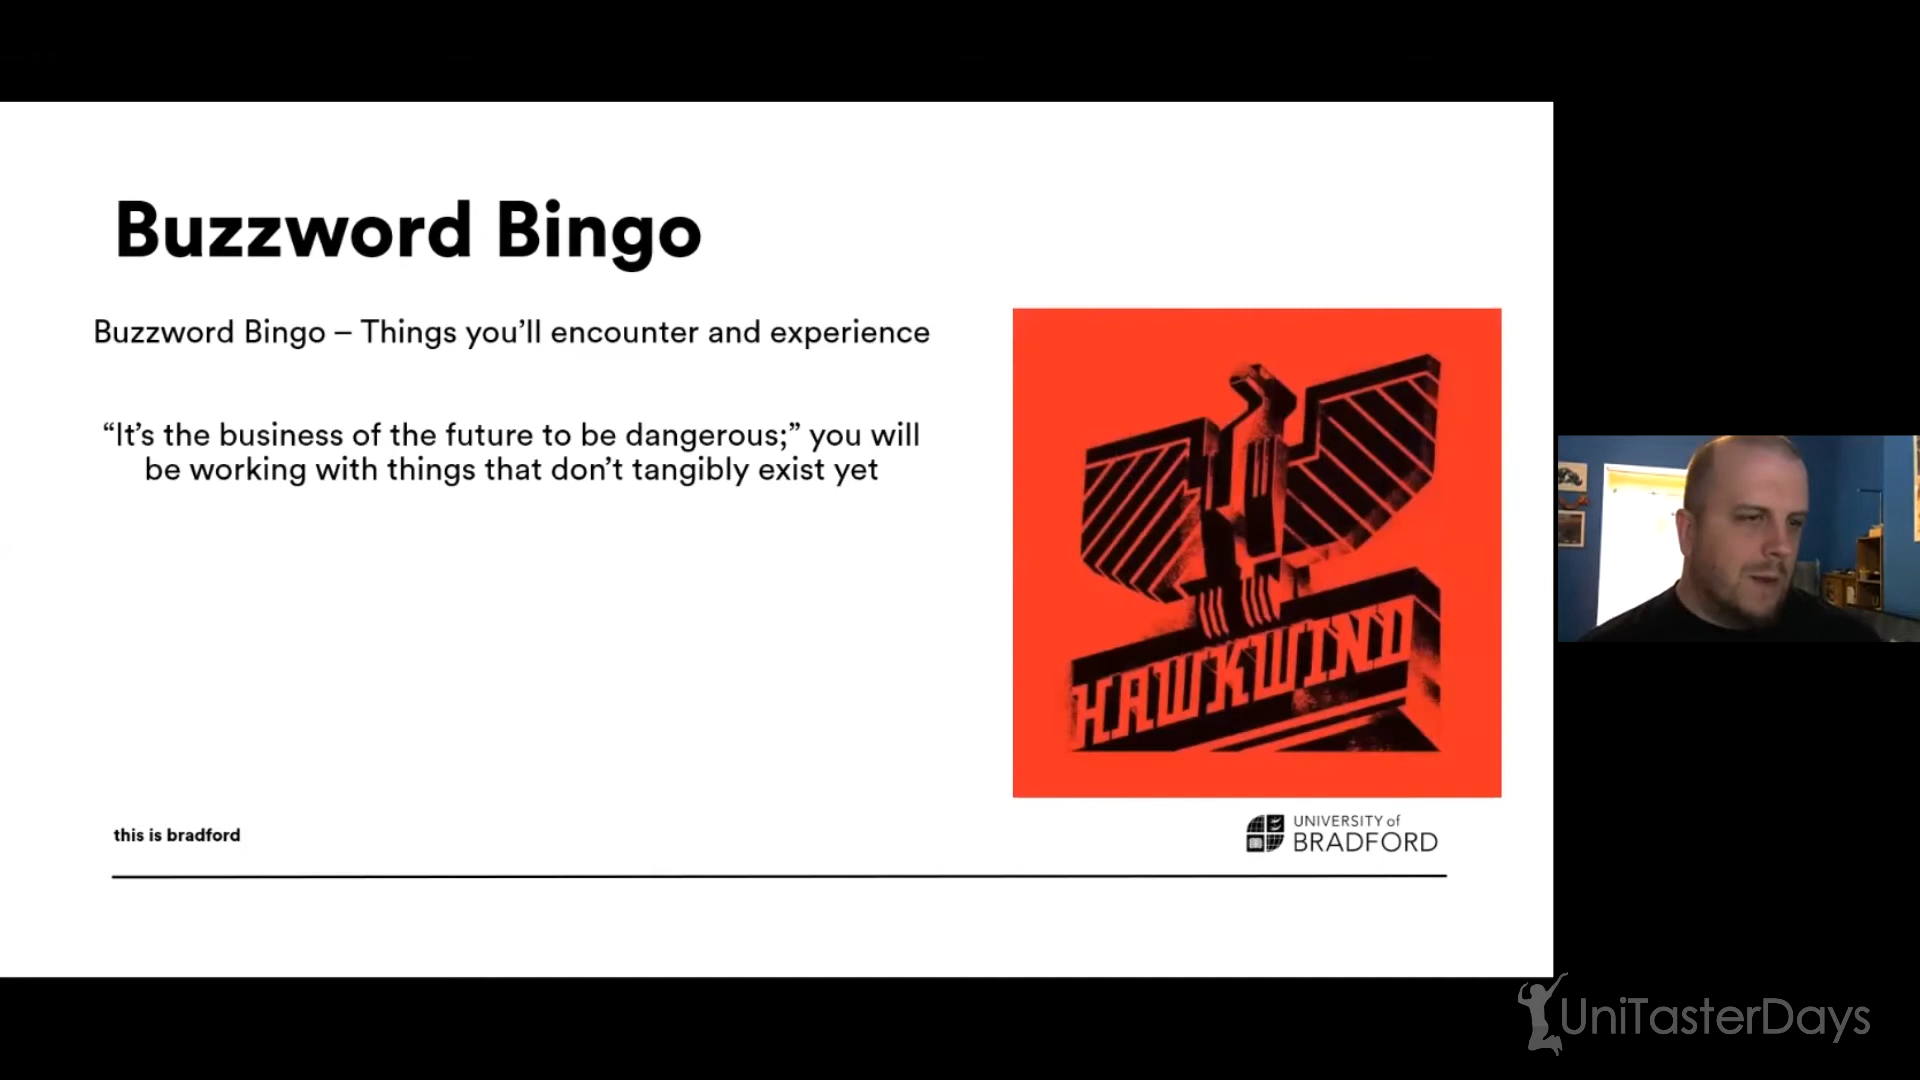 Buzzword Bingo
Buzzword Bingo – Things you’ll encounter and experience
“It’s the business of the future to be dangerous;” you will
be working with things that don’t tangibly exist yet
HAWKWIND
this is bradford
UNIVERSITY of
BRADFORD
UniTasterDays